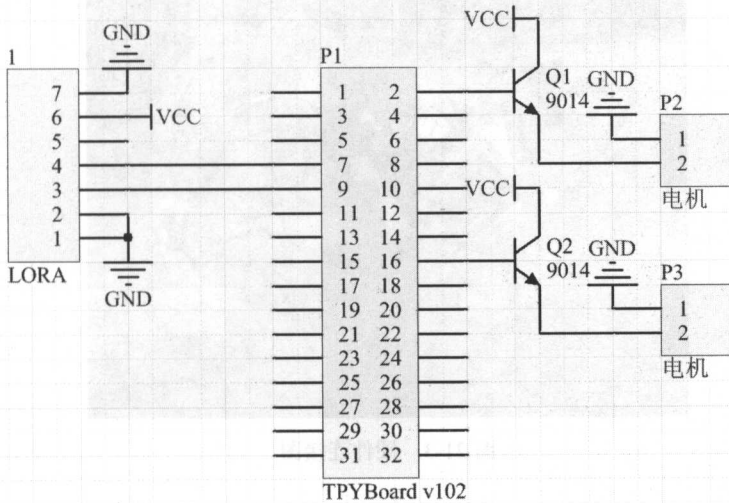 VCC
GND
1
P1
Q1
9014
GND
P2
7
6
5
4
3
2
1
VCC
LORA
GND
1 2
3 4
5 6
7 8
9 10
11 12
13 14
15 16
17 18
19 20
21 22
23 24
25 26
27 28
29 30
31 32
TPYBoard v102
1
2
电机
VCC
Q2
9014
GND
P3
1
2
电机